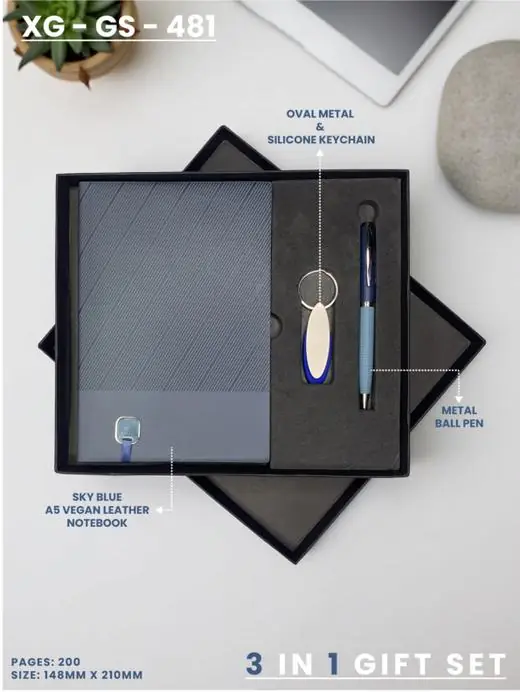 XG - GS - 481
OVAL METAL
&
SILICONE KEYCHAIN
METAL
BALL PEN
SKY BLUE
A5 VEGAN LEATHER
NOTEBOOK
PAGES: 200
SIZE: 148MM X 210MM
3 IN 1 GIFT SET